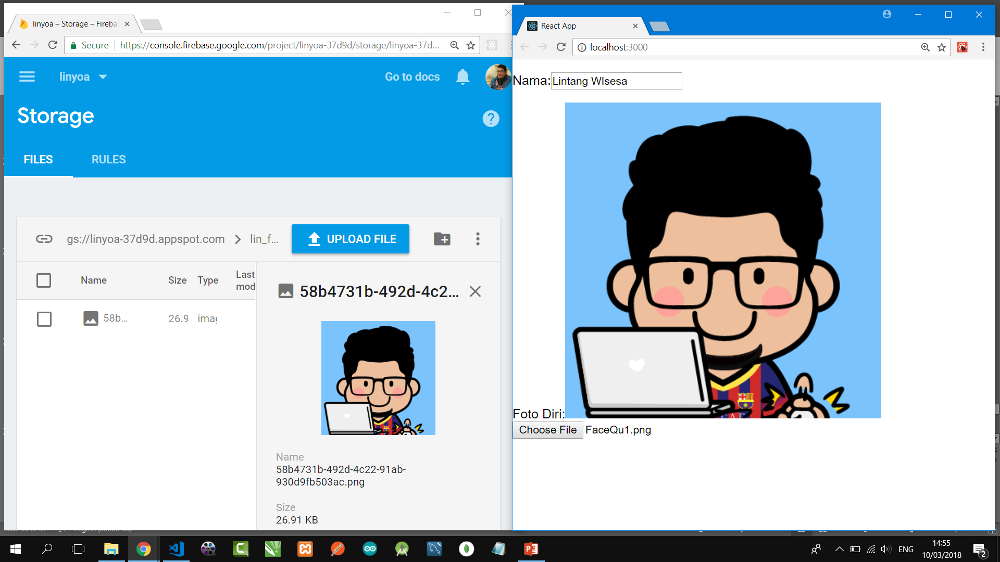 linyoa – Storage – Fireba
Secure
https://console.firebase.google.com/project/linyoa-37d9d/storage/linyoa-37d...
linyoa
Go to docs
Storage
FILES
RULES
gs://linyoa-37d9d.appspot.com
lin_f...
UPLOAD FILE
Name
Size
Type
Last
mod
58b...
26.9
imag
58b4731b-492d-4c2...
Name
58b4731b-492d-4c22-91ab-
930d9fb503ac.png
Size
26.91 KB
React App
localhost:3000
Nama:
Lintang WIsesa
Foto Diri:
Choose File
FaceQu1.png
ENG
14:55
10/03/2018
2